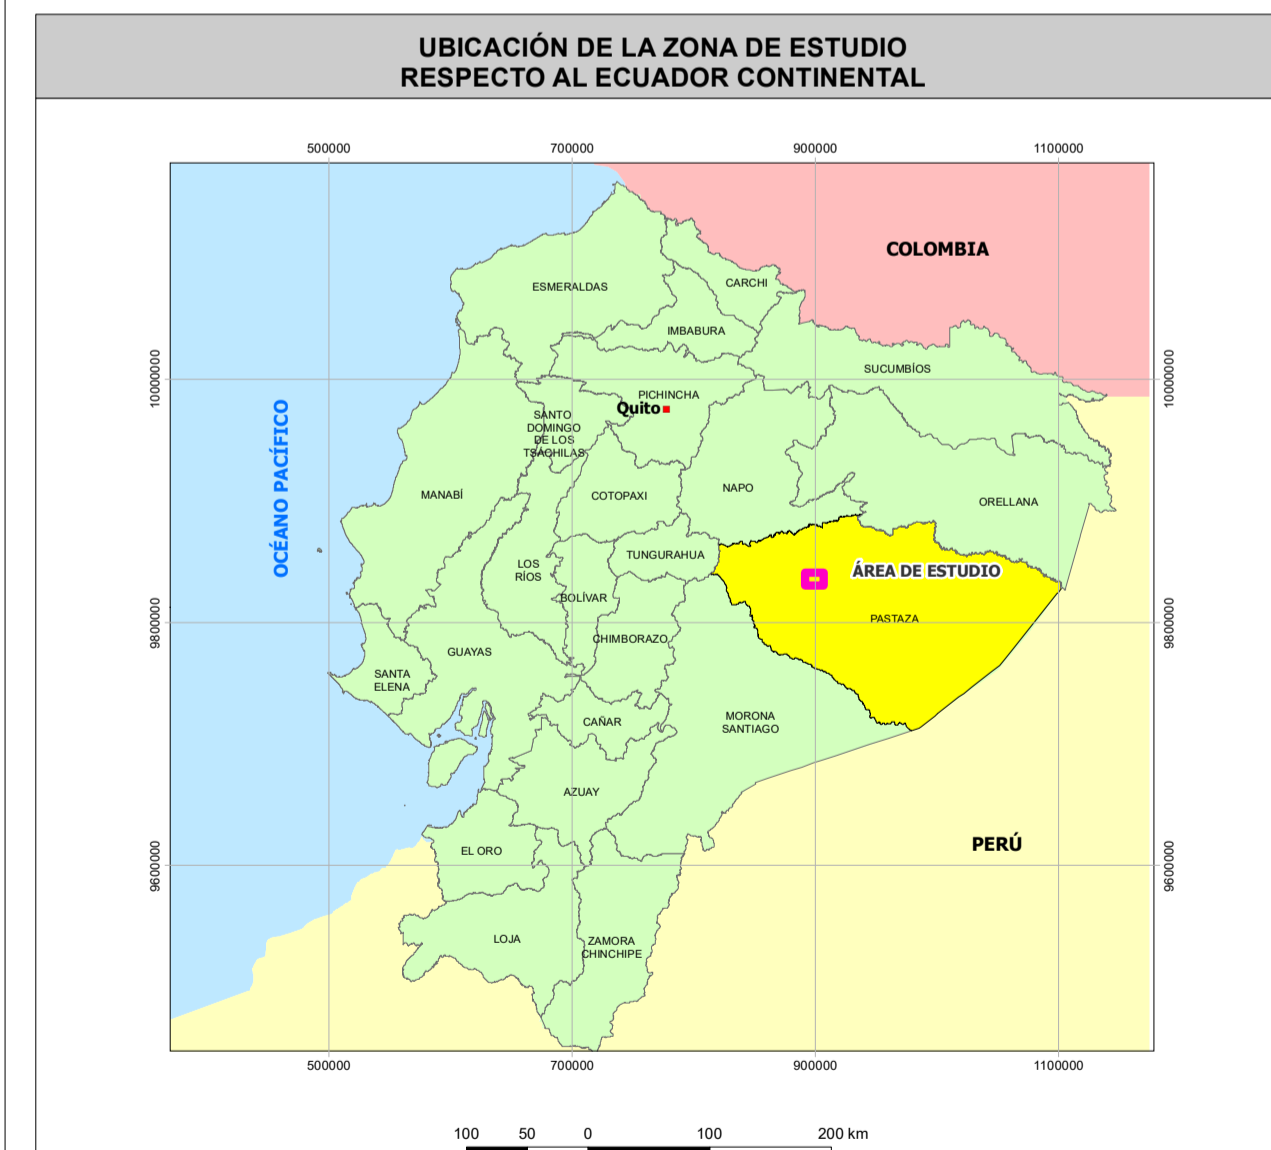 UBICACIÓN DE LA ZONA DE ESTUDIO
RESPECTO AL ECUADOR CONTINENTAL
500000
700000
900000
1100000
COLOMBIA
ESMERALDAS
CARCHI
IMBABURA
SUCUMBÍOS
10000000
10000000
PICHINCHA
Quito
SANTO
DOMINGO
DE LOS
TSÁCHILAS
OCÉANO PACÍFICO
MANABÍ
COTOPAXI
NAPO
ORELLANA
TUNGURAHUA
LOS
RÍOS
ÁREA DE ESTUDIO
BOLÍVAR
PASTAZA
9800000
9800000
CHIMBORAZO
GUAYAS
SANTA
ELENA
CAÑAR
MORONA
SANTIAGO
AZUAY
PERÚ
EL ORO
9600000
9600000
LOJA
ZAMORA
CHINCHIPE
500000
700000
900000
1100000
100
50
0
100
200 km